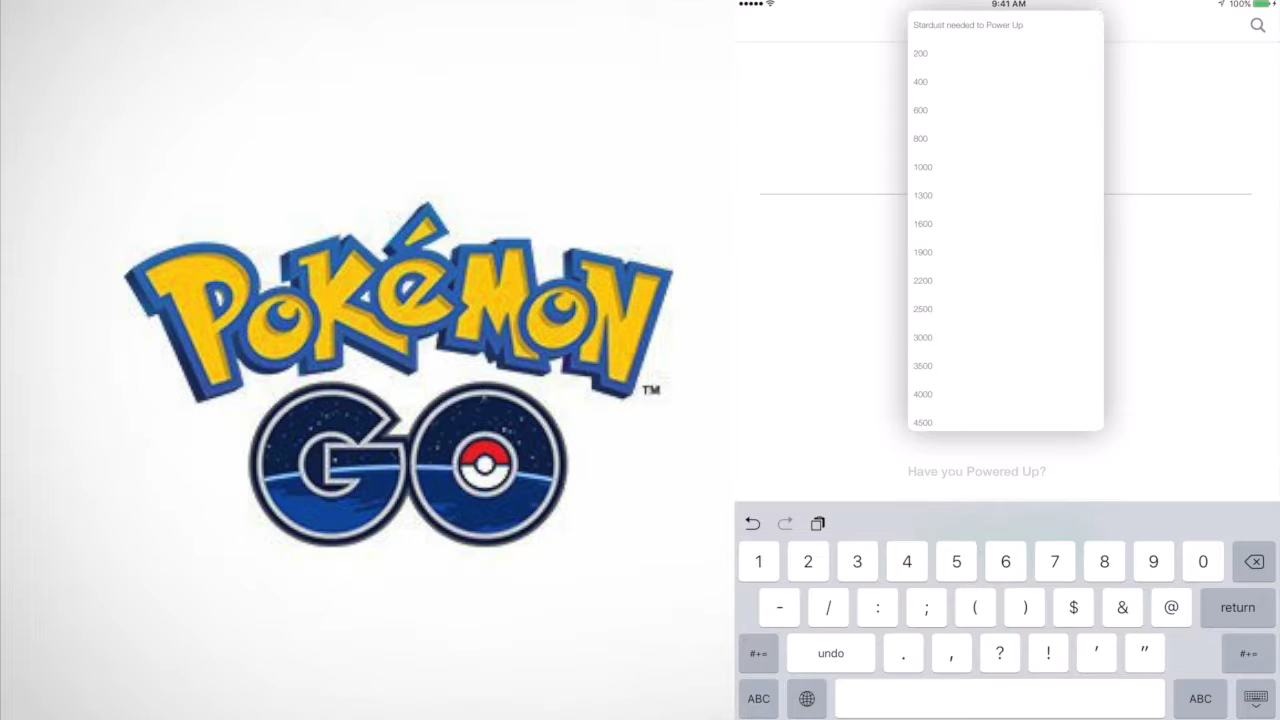 Pokémon
TM
GO
9:41 AM
100%
Stardust needed to Power Up
200
400
600
800
1000
1300
1600
1900
2200
2500
3000
3500
4000
4500
Have you Powered Up?
1 2 3 4 5 6 7 8 9 0
- / : ; ( ) $ & @ return
#+= undo . , ? ! ' " #+=
ABC ABC